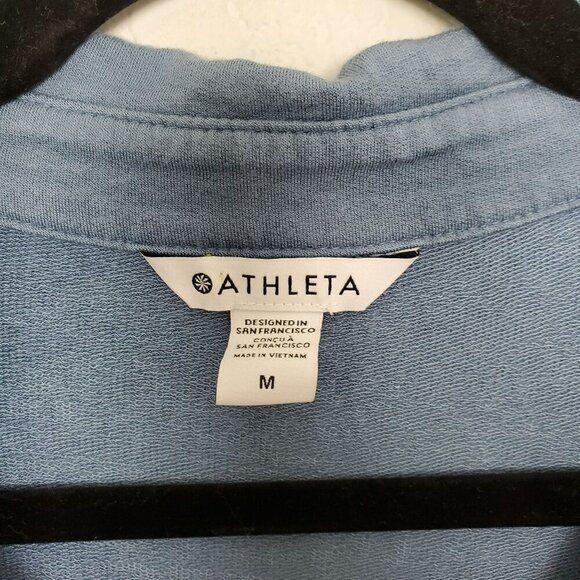 ATHLETA
DESIGNED IN
SAN FRANCISCO
CONÇU À
SAN FRANCISCO
MADE IN VIETNAM
M